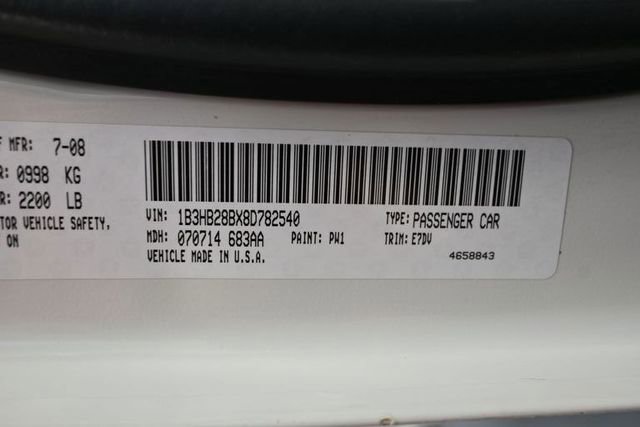 F MFR: 7-08
R: 0998 KG
R: 2200 LB
TOR VEHICLE SAFETY,
ON
VIN: 1B3HB28BX8D782540 TYPE: PASSENGER CAR
MDH: 070714 683AA PAINT: PW1 TRIM: E7DV
VEHICLE MADE IN U.S.A. 4658843